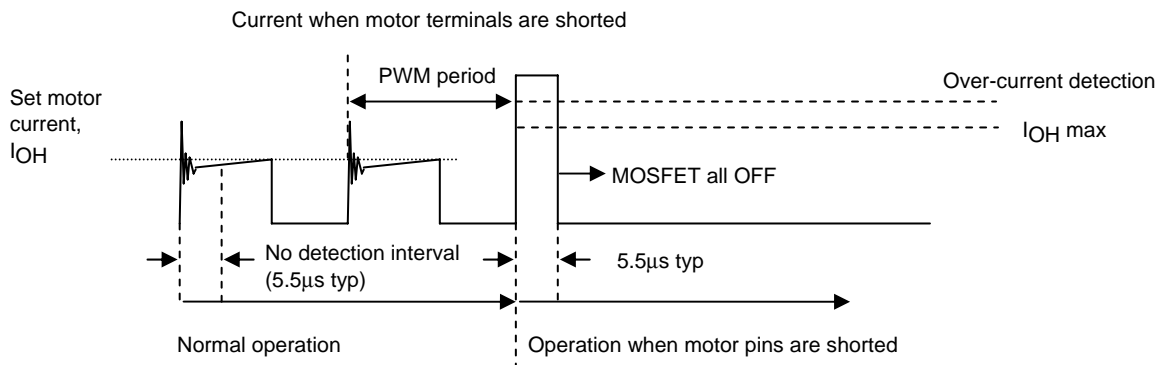 Current when motor terminals are shorted
PWM period
Over-current detection
Set motor
current,
IOH
IOH max
MOSFET all OFF
No detection interval
(5.5μs typ)
5.5μs typ
Normal operation
Operation when motor pins are shorted